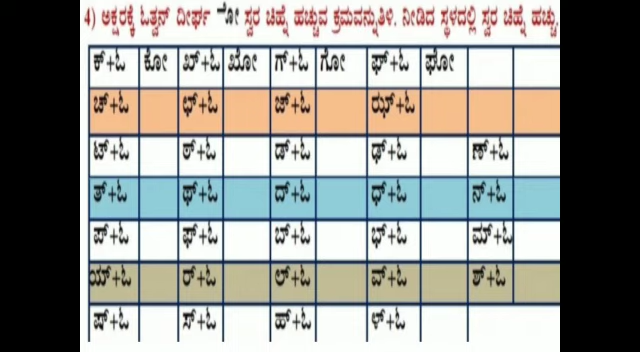 4) ಅಕ್ಷರಕ್ಕೆ ಓತ್ವನ್ ದೀರ್ಘ ೋ ಸ್ವರ ಚಿಹ್ನೆ ಹಚ್ಚುವ ಕ್ರಮವನ್ನುತಿಳಿ. ನೀಡಿದ ಸ್ಥಳದಲ್ಲಿ ಸ್ವರ ಚಿಹ್ನೆ ಹಚ್ಚು.
ಕ್+ಓ ಕೋ ಖ್+ಓ ಖೋ ಗ್+ಓ ಗೋ ಘ್+ಓ ಘೋ
ಚ್+ಓ ಛ್+ಓ ಜ್+ಓ ಝ್+ಓ
ಟ್+ಓ ಠ್+ಓ ಡ್+ಓ ಢ್+ಓ ಣ್+ಓ
ತ್+ಓ ಥ್+ಓ ದ್+ಓ ಧ್+ಓ ನ್+ಓ
ಪ್+ಓ ಫ್+ಓ ಬ್+ಓ ಭ್+ಓ ಮ್+ಓ
ಯ್+ಓ ರ್+ಓ ಲ್+ಓ ವ್+ಓ ಶ್+ಓ
ಷ್+ಓ ಸ್+ಓ ಹ್+ಓ ಳ್+ಓ